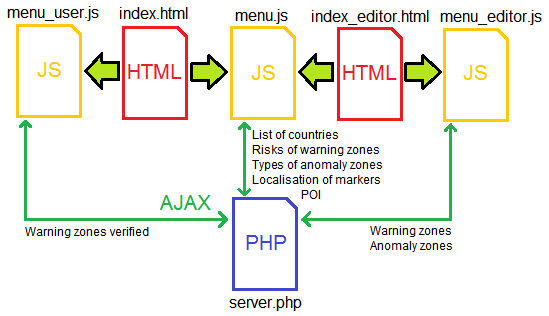 menu_user.js
index.html
menu.js
index_editor.html
menu_editor.js
JS
HTML
JS
HTML
JS
List of countries
Risks of warning zones
Types of anomaly zones
Localisation of markers
POI
AJAX
Warning zones verified
PHP
Warning zones
Anomaly zones
server.php